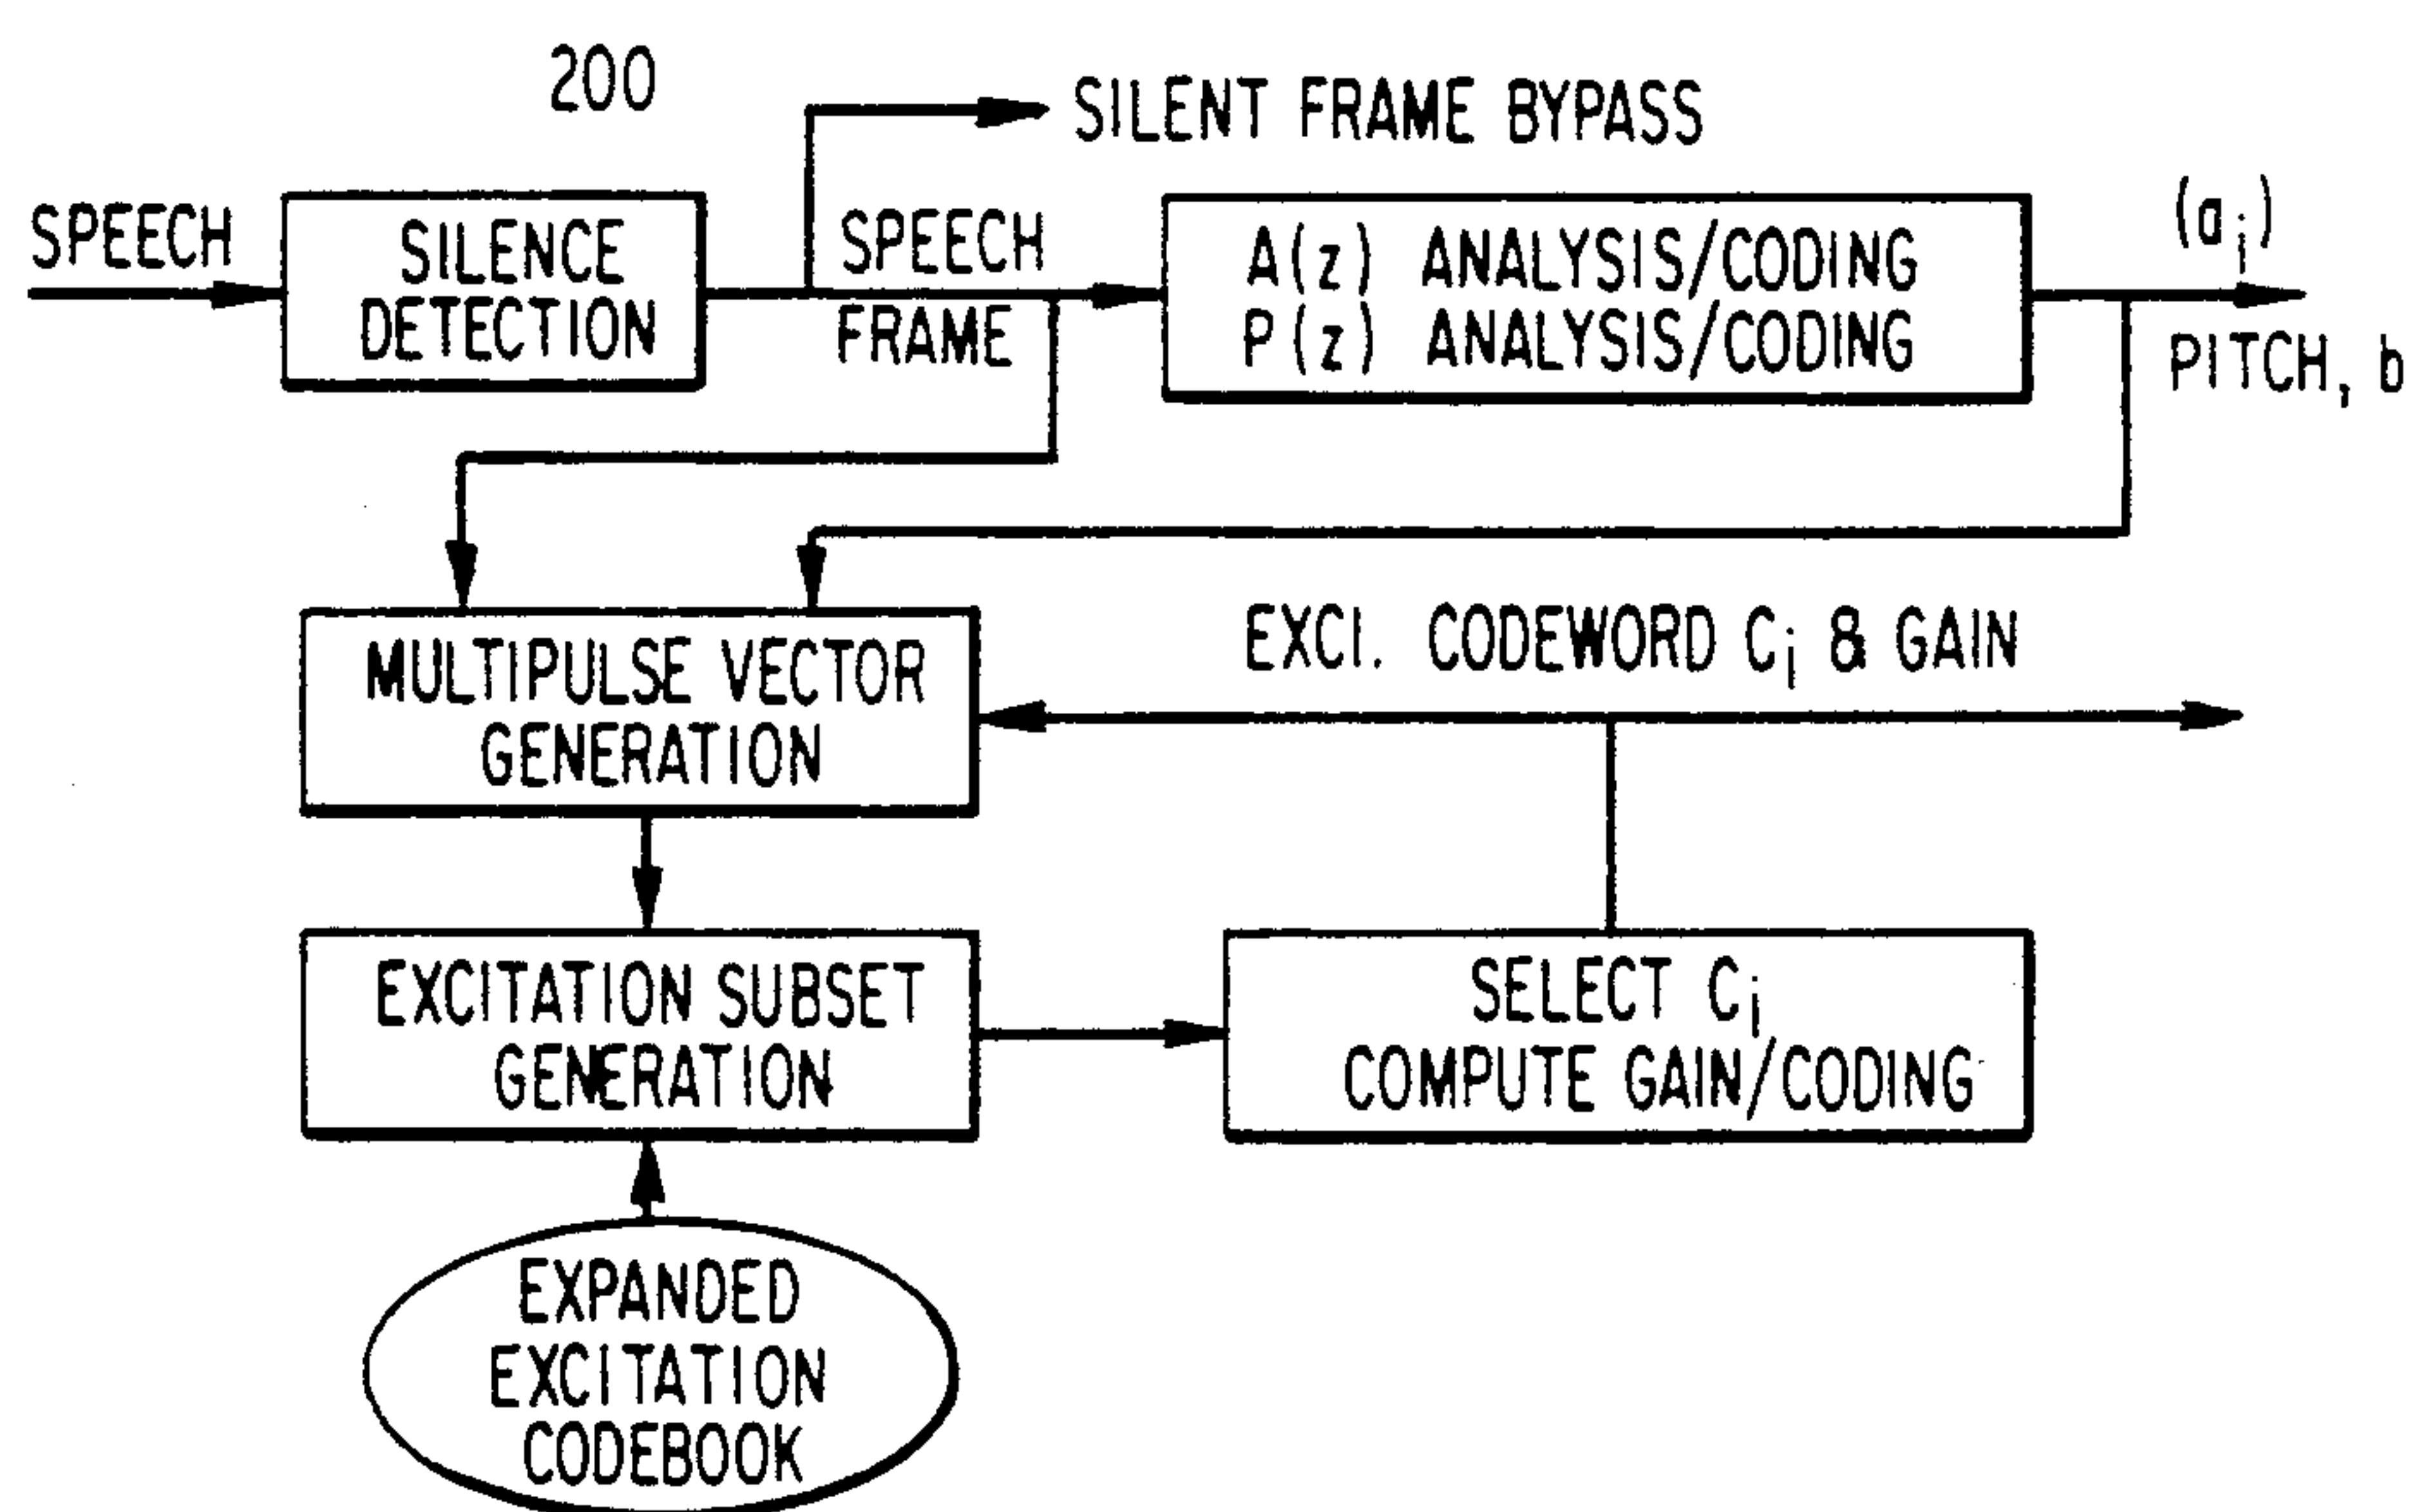 200
SILENT FRAME BYPASS
SPEECH
SILENCE
DETECTION
SPEECH
FRAME
A(z) ANALYSIS/CODING
P(z) ANALYSIS/CODING
(a_i)
PITCH, b
MULTIPULSE VECTOR
GENERATION
EXCI. CODEWORD C_i & GAIN
EXCITATION SUBSET
GENERATION
SELECT C_i
COMPUTE GAIN/CODING
EXPANDED
EXCITATION
CODEBOOK